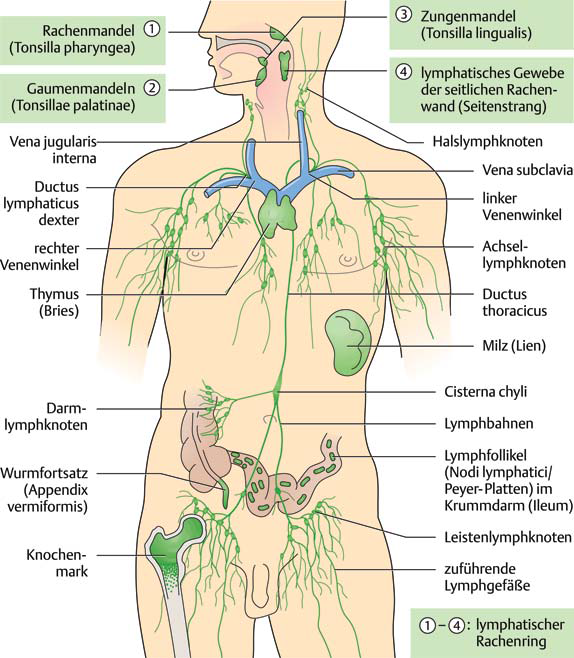 Rachenmandel ①
(Tonsilla pharyngea)
Gaumenmandeln ②
(Tonsillae palatinae)
③ Zungenmandel
(Tonsilla lingualis)
④ lymphatisches Gewebe
der seitlichen Rachen-
wand (Seitenstrang)
Vena jugularis
interna
Ductus
lymphaticus
dexter
rechter
Venenwinkel
Thymus
(Bries)
Darm-
lymphknoten
Wurmfortsatz
(Appendix
vermiformis)
Knochen-
mark
Halslymphknoten
Vena subclavia
linker
Venenwinkel
Achsel-
lymphknoten
Ductus
thoracicus
Milz (Lien)
Cisterna chyli
Lymphbahnen
Lymphfollikel
(Nodi lymphatici/
Peyer-Platten) im
Krummdarm (Ileum)
Leistenlymphknoten
zuführende
Lymphgefäße
①–④: lymphatischer
Rachenring